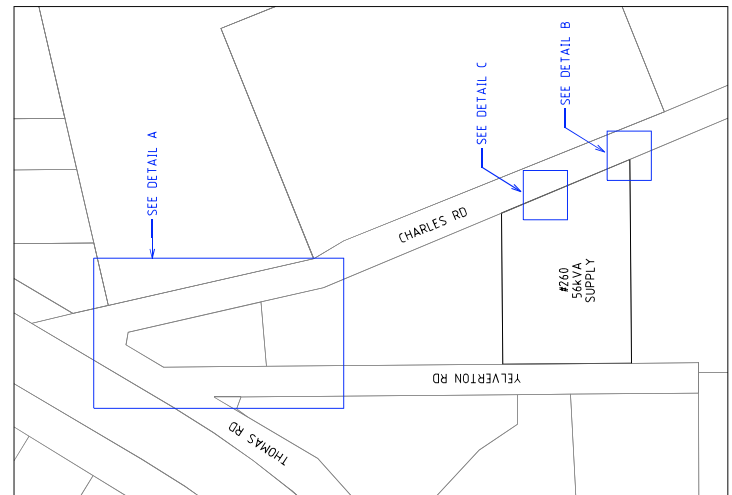 SEE DETAIL B
SEE DETAIL C
SEE DETAIL A
CHARLES RD
#260
56kVA
SUPPLY
YELVERTON RD
THOMAS RD